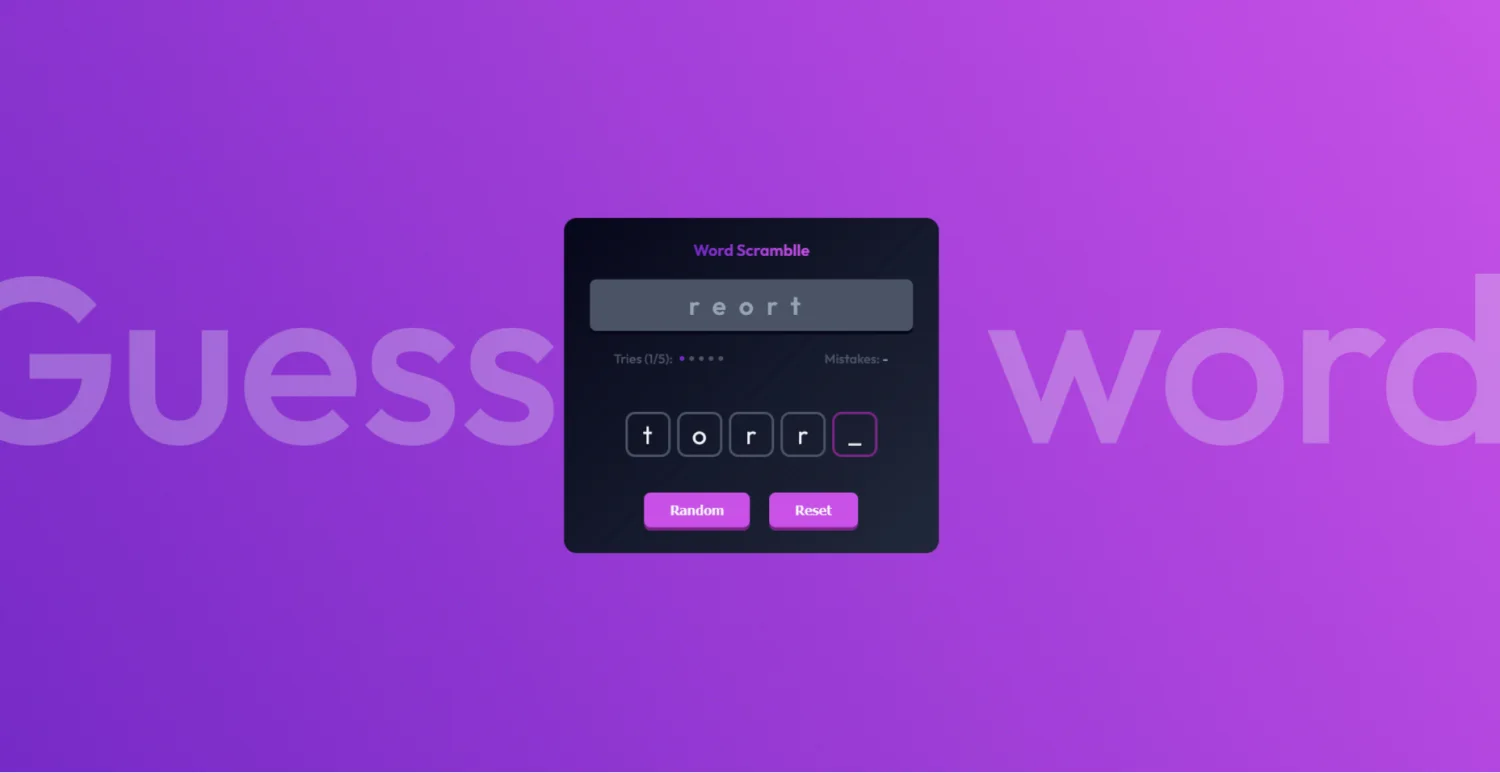 Guess word
Word Scramblle
r e o r t
Tries (1/5): Mistakes: -
t o r r _
Random Reset